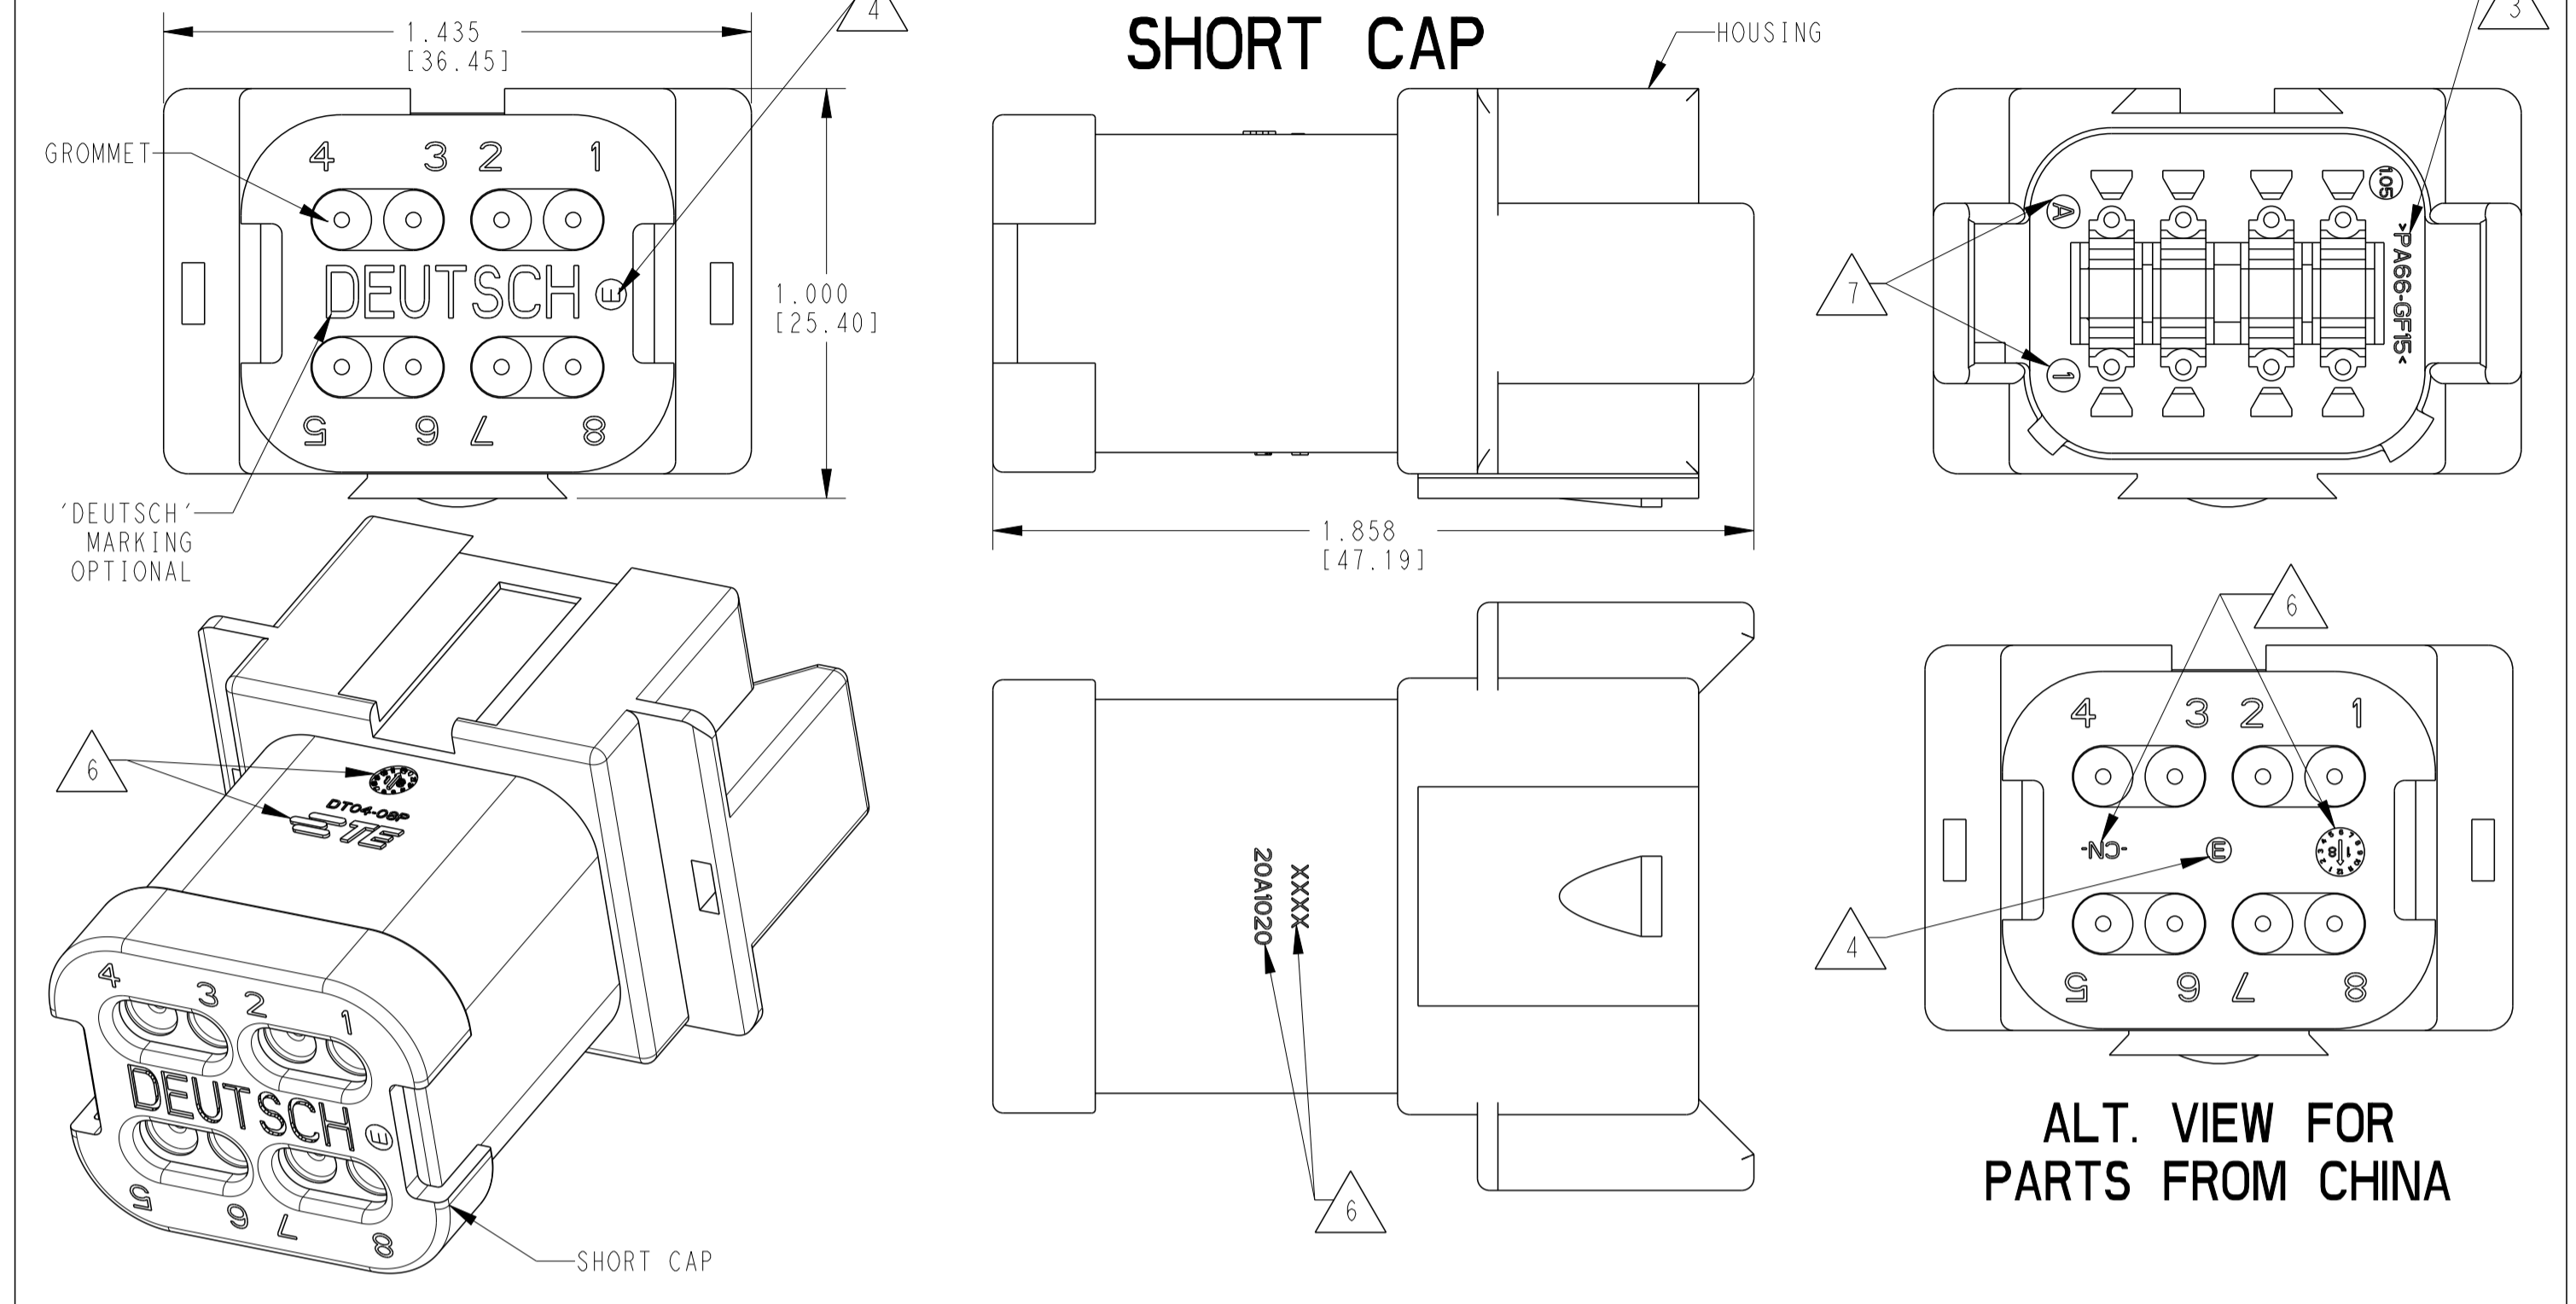 1.435
[36.45]
4
SHORT CAP
HOUSING
3
GROMMET
4 3 2 1
DEUTSCH E
5 6 7 8
1.000
[25.40]
'DEUTSCH'
MARKING
OPTIONAL
1.858
[47.19]
7
A
1
1.05
>PA66-GF15<
6
DT04-08P
TE
4 3 2 1
DEUTSCH E
5 6 7 8
SHORT CAP
XXXX
20A1020
6
6
4 3 2 1
-CN- E 18
5 6 7 8
4
ALT. VIEW FOR
PARTS FROM CHINA